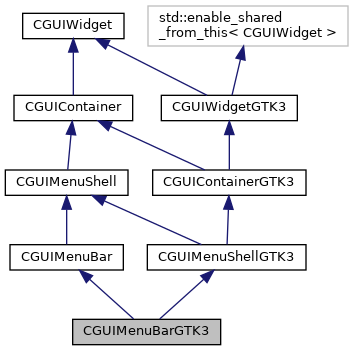 CGUIWidget
std::enable_shared
_from_this< CGUIWidget >
CGUIContainer
CGUIWidgetGTK3
CGUIMenuShell
CGUIContainerGTK3
CGUIMenuBar
CGUIMenuShellGTK3
CGUIMenuBarGTK3